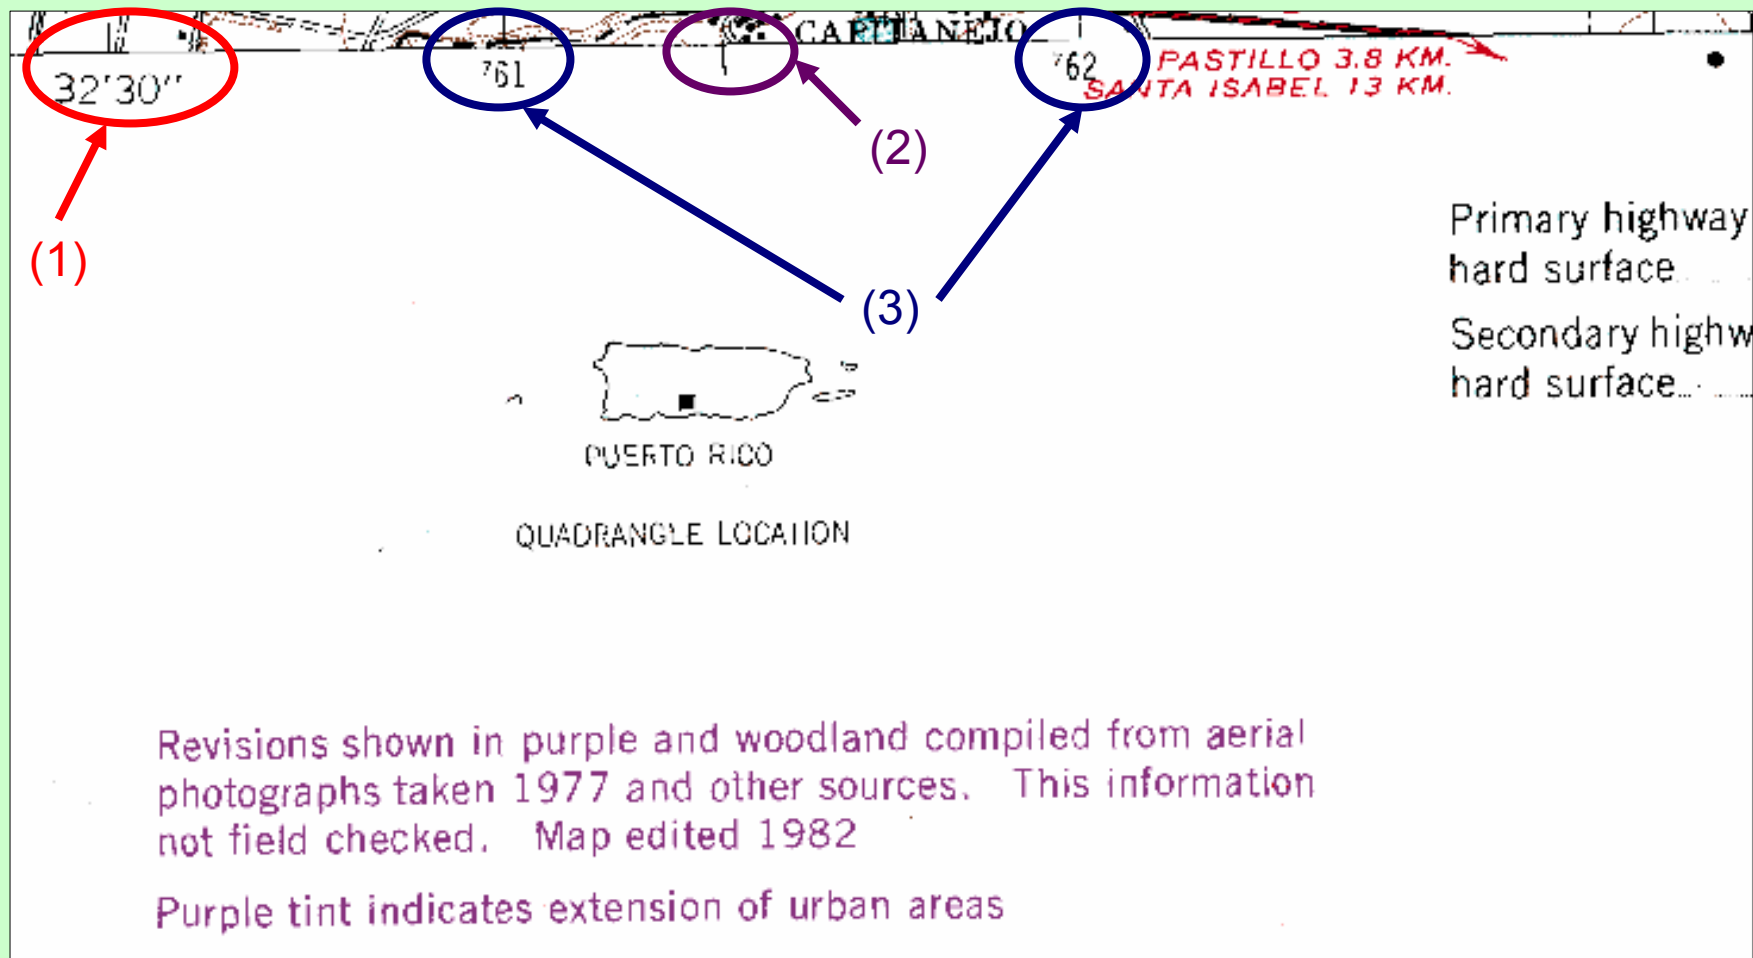 CAPITANEJO
32'30"
⁷61
⁷62
PASTILLO 3.8 KM.
SANTA ISABEL 13 KM.
(2)
(1)
(3)
Primary highway
hard surface
Secondary highw
hard surface
PUERTO RICO
QUADRANGLE LOCATION
Revisions shown in purple and woodland compiled from aerial
photographs taken 1977 and other sources. This information
not field checked. Map edited 1982
Purple tint indicates extension of urban areas